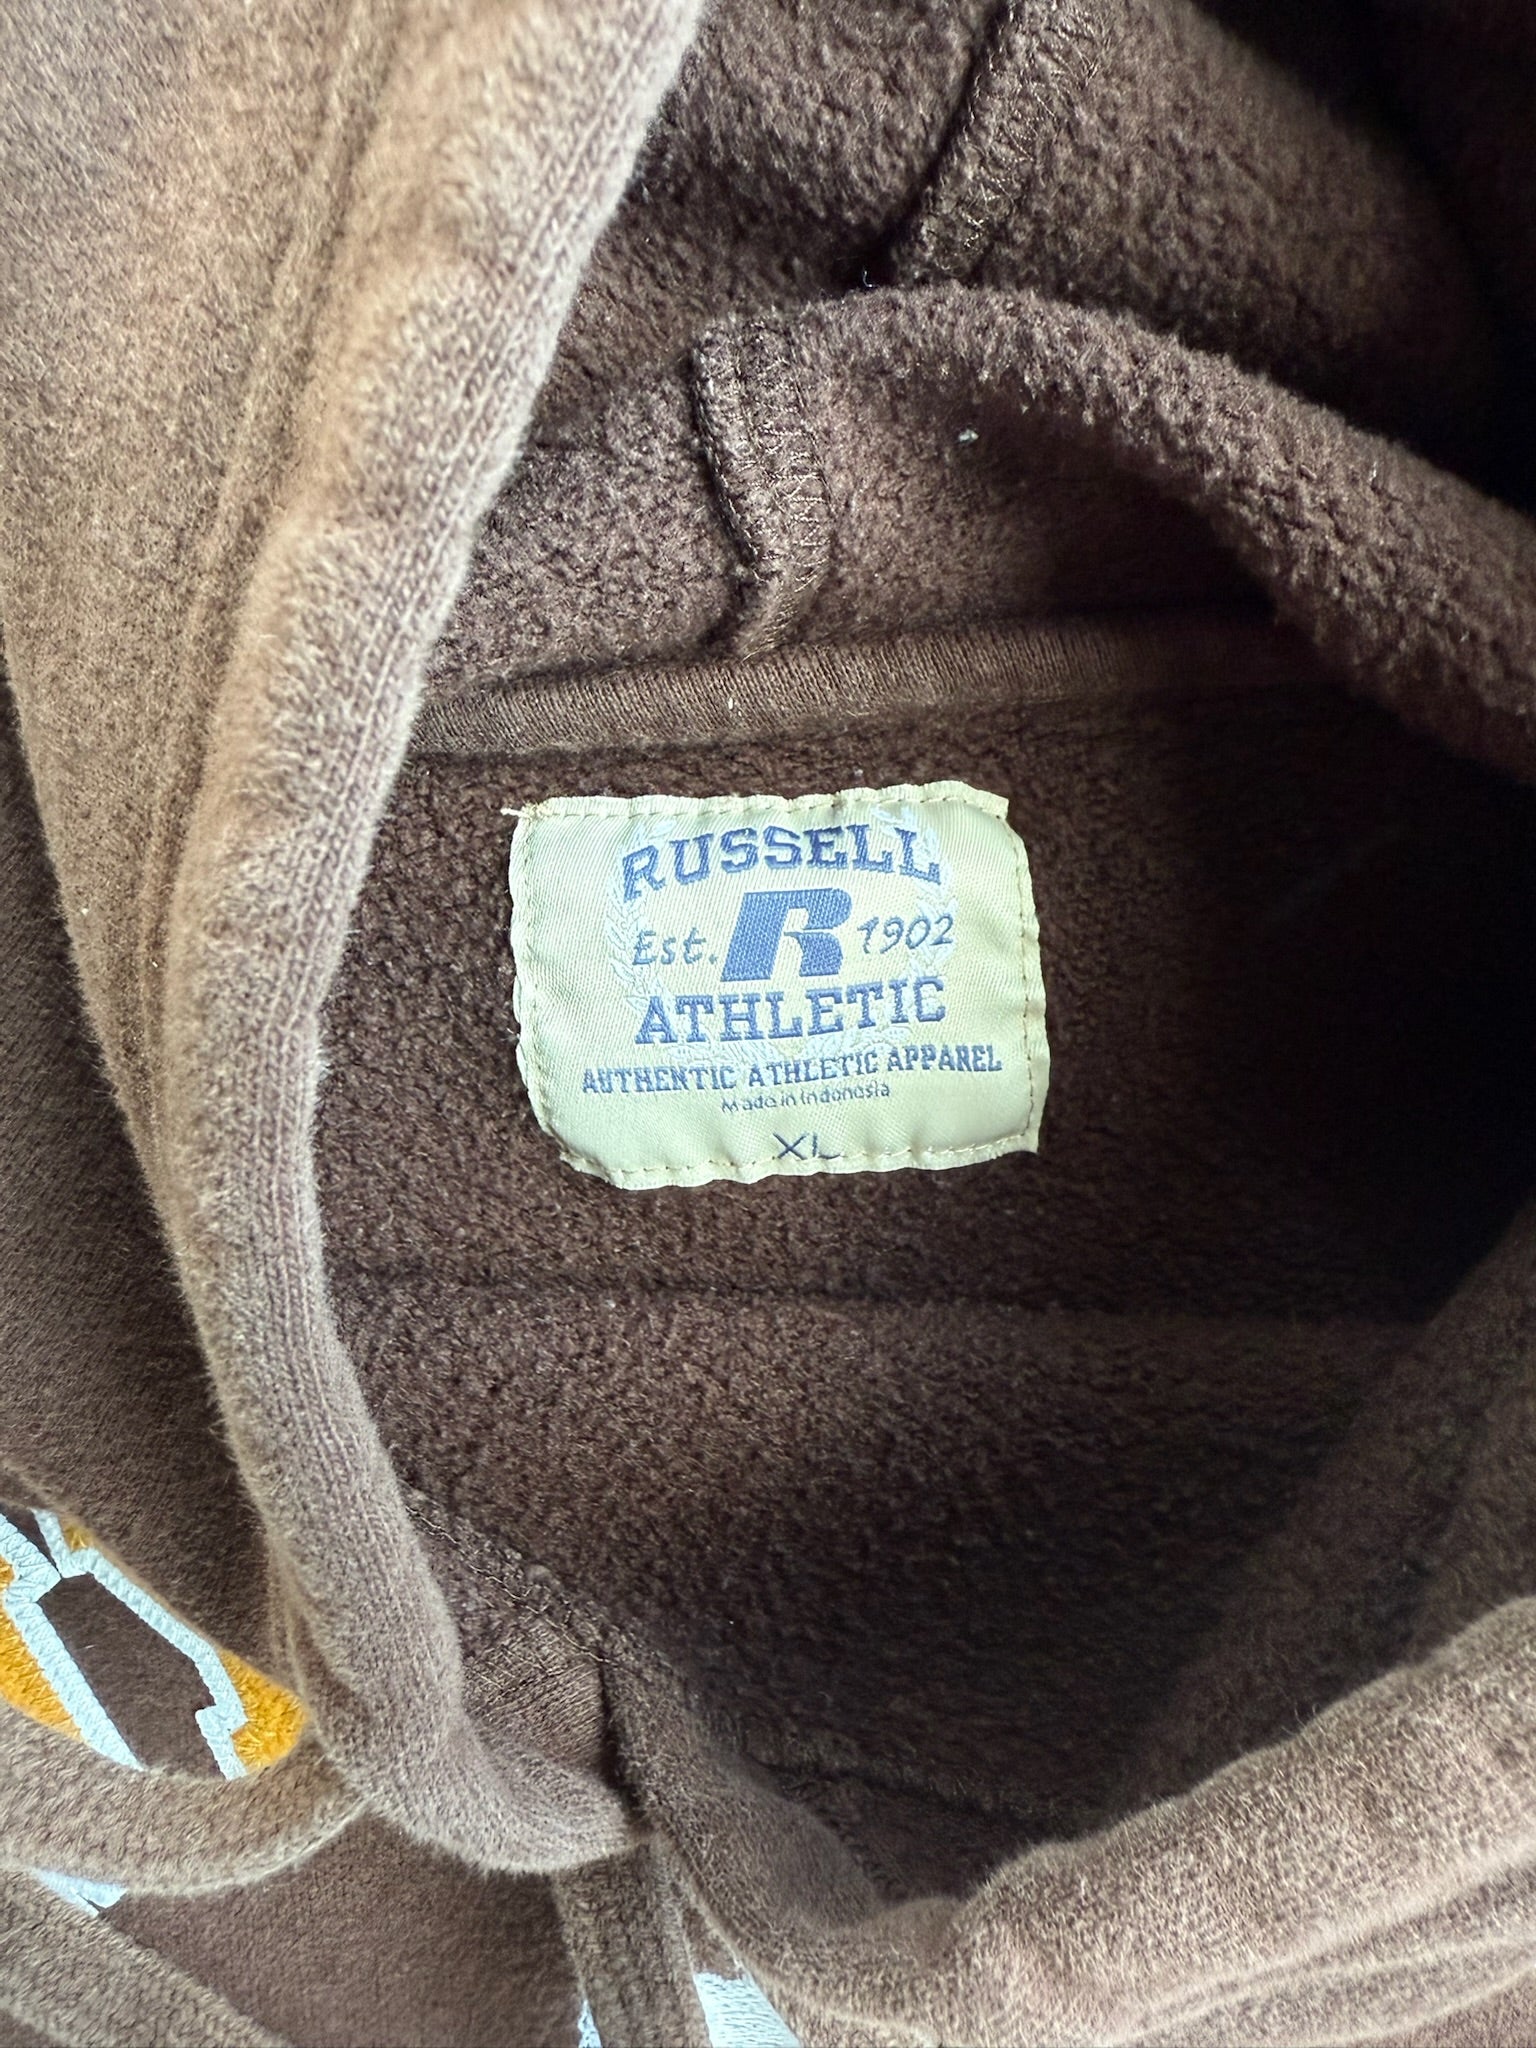 RUSSELL
Est. R 1902
ATHLETIC
AUTHENTIC ATHLETIC APPAREL
Made in Indonesia
XL